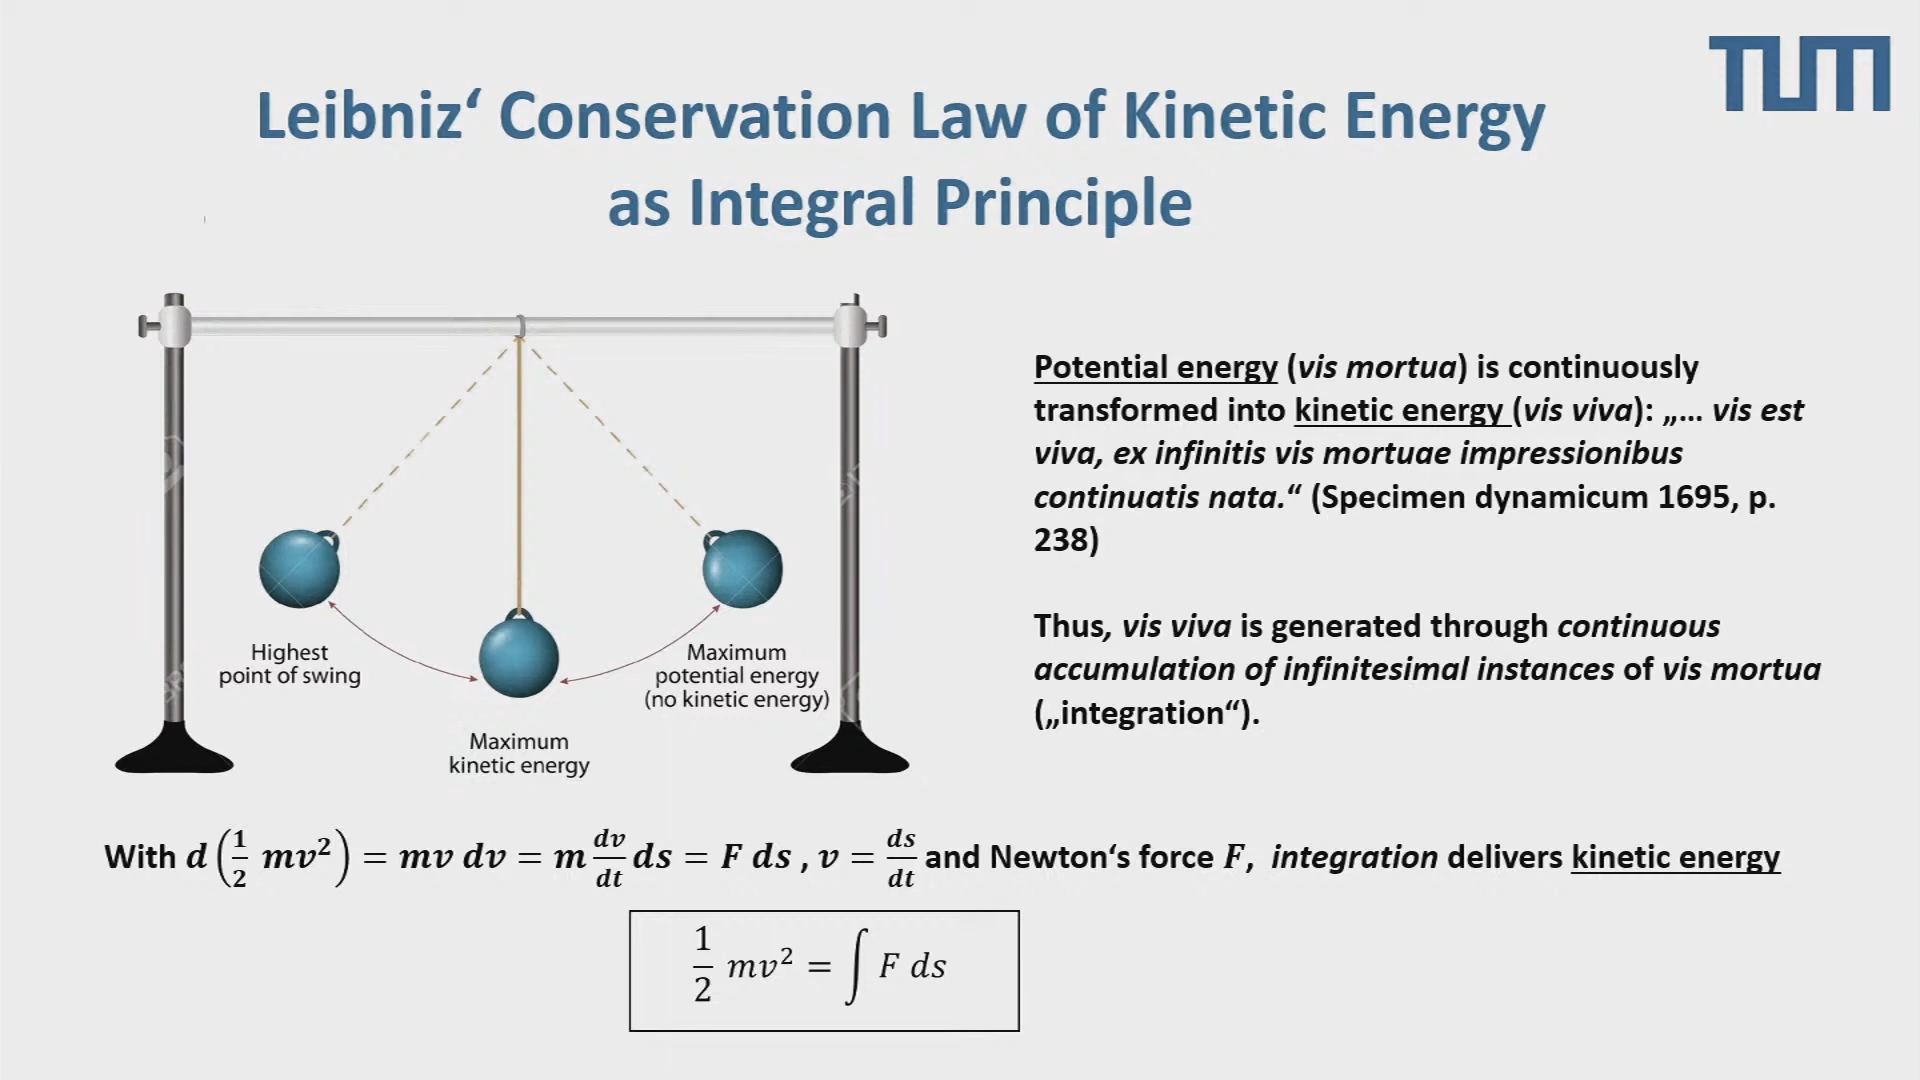 TUM
Leibniz‘ Conservation Law of Kinetic Energy
as Integral Principle
Potential energy (vis mortua) is continuously
transformed into kinetic energy (vis viva): „… vis est
viva, ex infinitis vis mortuae impressionibus
continuatis nata.“ (Specimen dynamicum 1695, p.
238)
Thus, vis viva is generated through continuous
accumulation of infinitesimal instances of vis mortua
(„integration“).
Highest
point of swing
Maximum
kinetic energy
Maximum
potential energy
(no kinetic energy)
With d(1/2 mv²) = mv dv = m dv/dt ds = F ds , v = ds/dt and Newton‘s force F, integration delivers kinetic energy
1/2 mv² = ∫ F ds